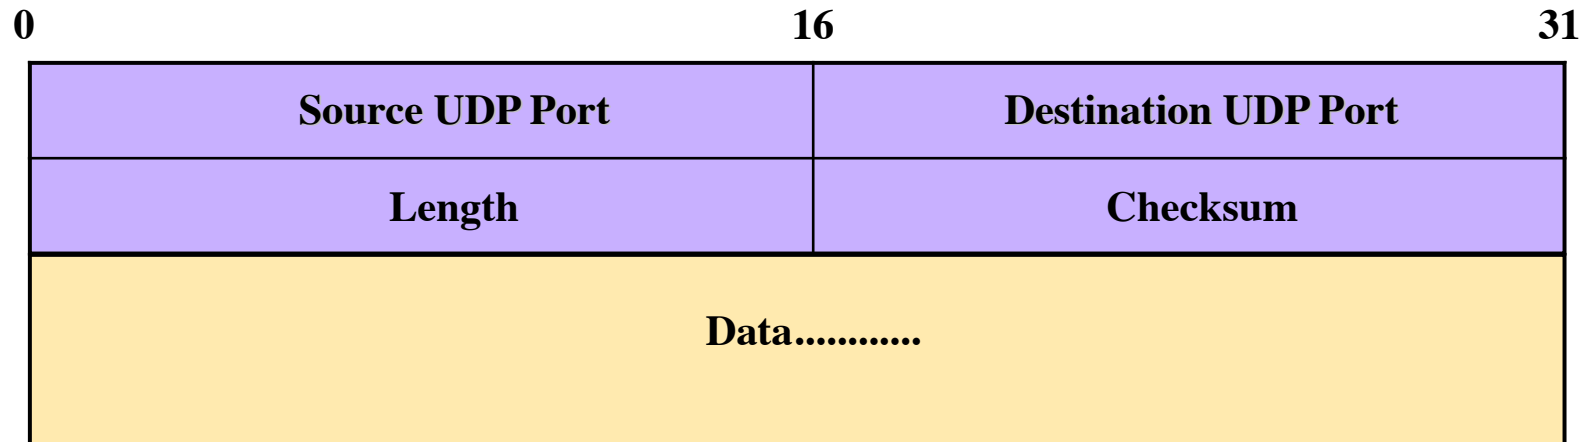 0 16 31
Source UDP Port Destination UDP Port
Length Checksum
Data............